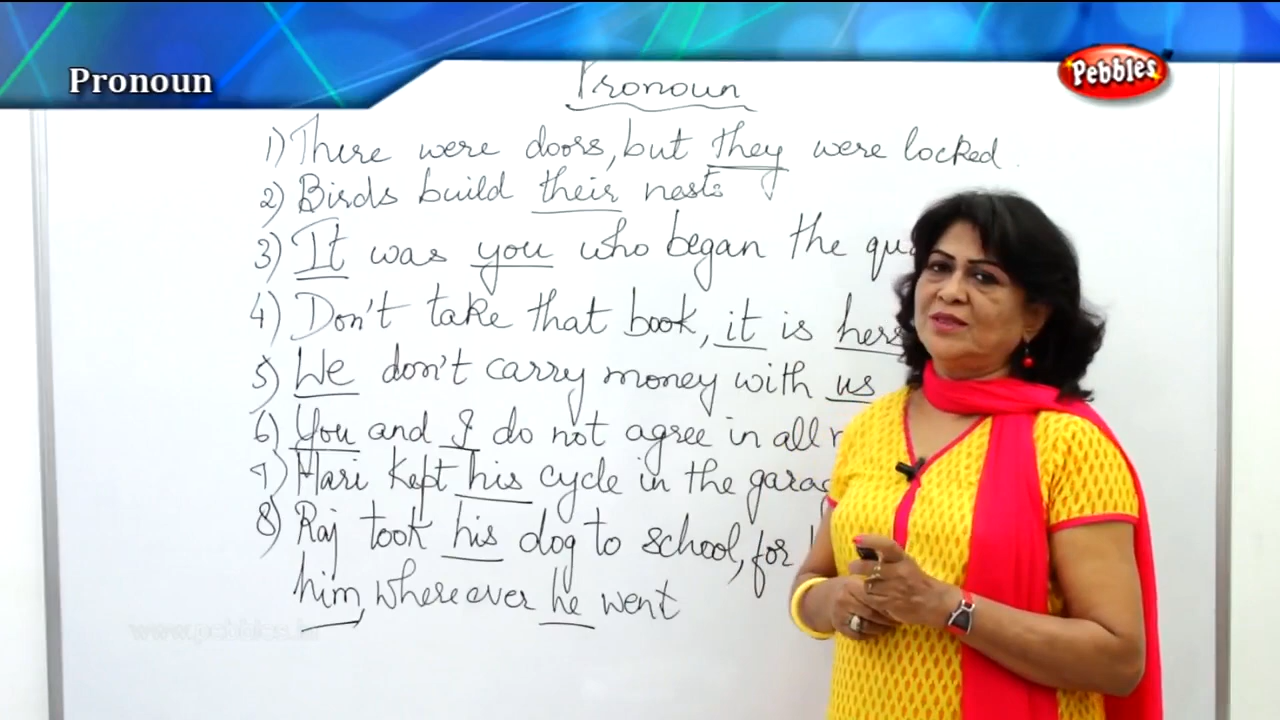 Pronoun
Pebbles
Pronoun
1) There were doors, but they were locked.
2) Birds build their nests
3) It was you who began the
4) Don't take that book, it is hers
5) We don't carry money with us
6) You and I do not agree in all
7) Hari kept his cycle in the
8) Raj took his dog to school, for
him, where ever he went